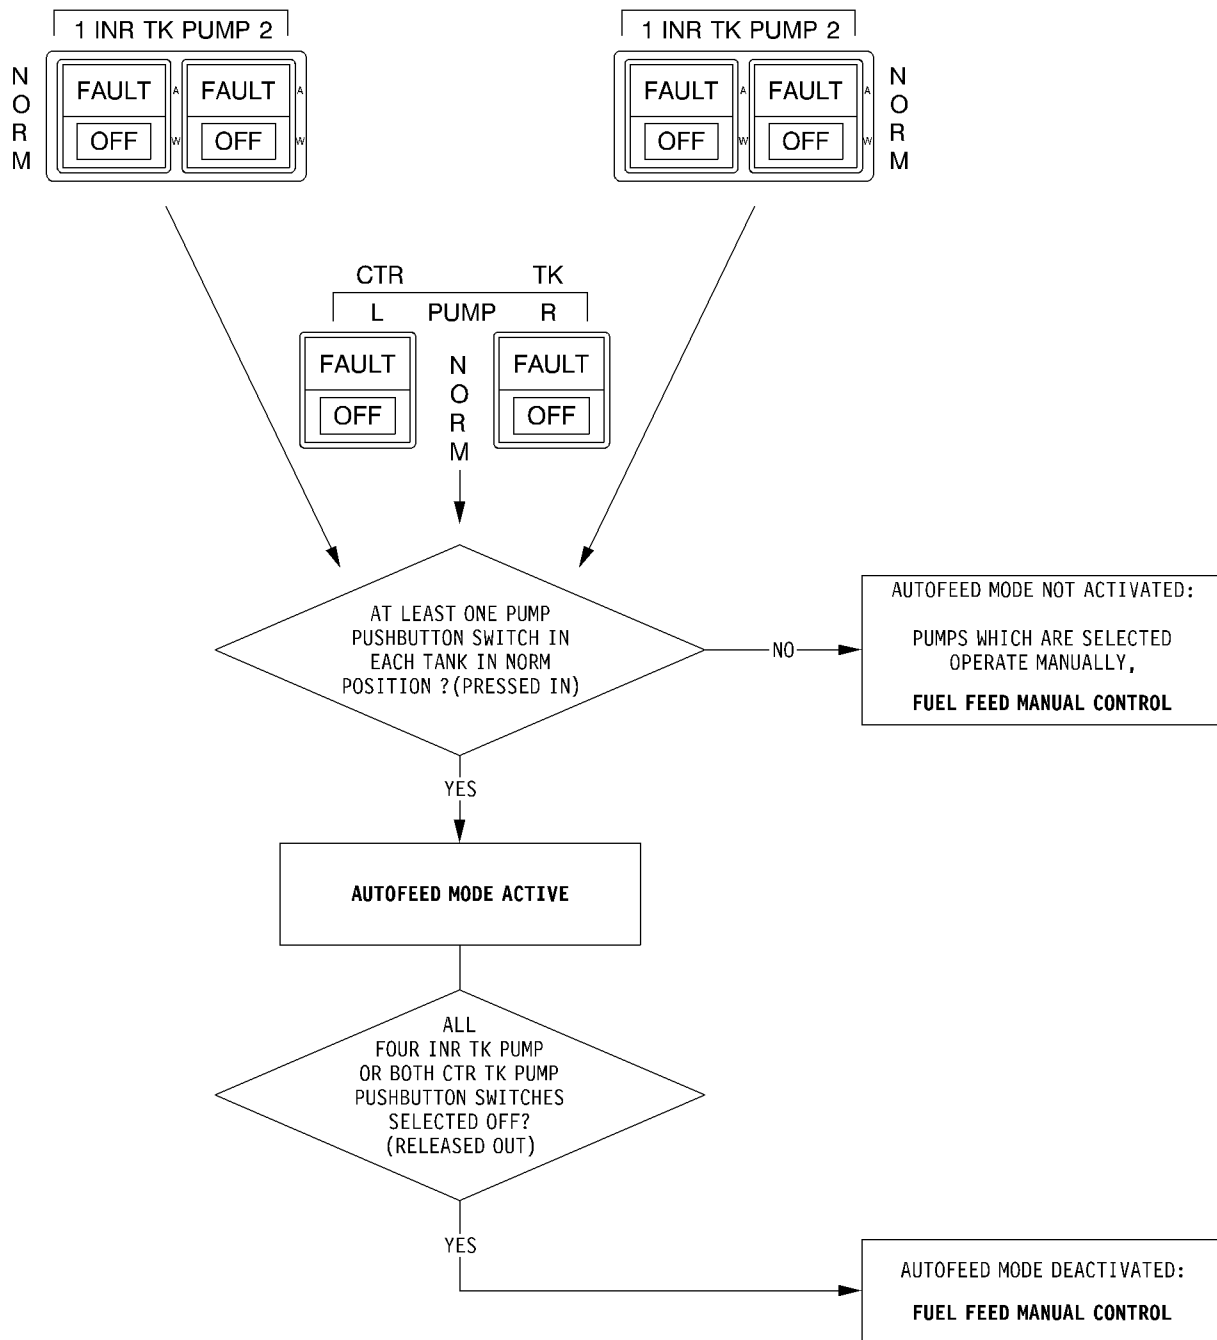 1 INR TK PUMP 2
NORM
FAULT A FAULT A
OFF W OFF W
1 INR TK PUMP 2
FAULT A FAULT A
OFF W OFF W
NORM
CTR TK
L PUMP R
FAULT
OFF
NORM
FAULT
OFF
AT LEAST ONE PUMP
PUSHBUTTON SWITCH IN
EACH TANK IN NORM
POSITION ?(PRESSED IN)
NO
AUTOFEED MODE NOT ACTIVATED:
PUMPS WHICH ARE SELECTED
OPERATE MANUALLY,
FUEL FEED MANUAL CONTROL
YES
AUTOFEED MODE ACTIVE
ALL
FOUR INR TK PUMP
OR BOTH CTR TK PUMP
PUSHBUTTON SWITCHES
SELECTED OFF?
(RELEASED OUT)
YES
AUTOFEED MODE DEACTIVATED:
FUEL FEED MANUAL CONTROL